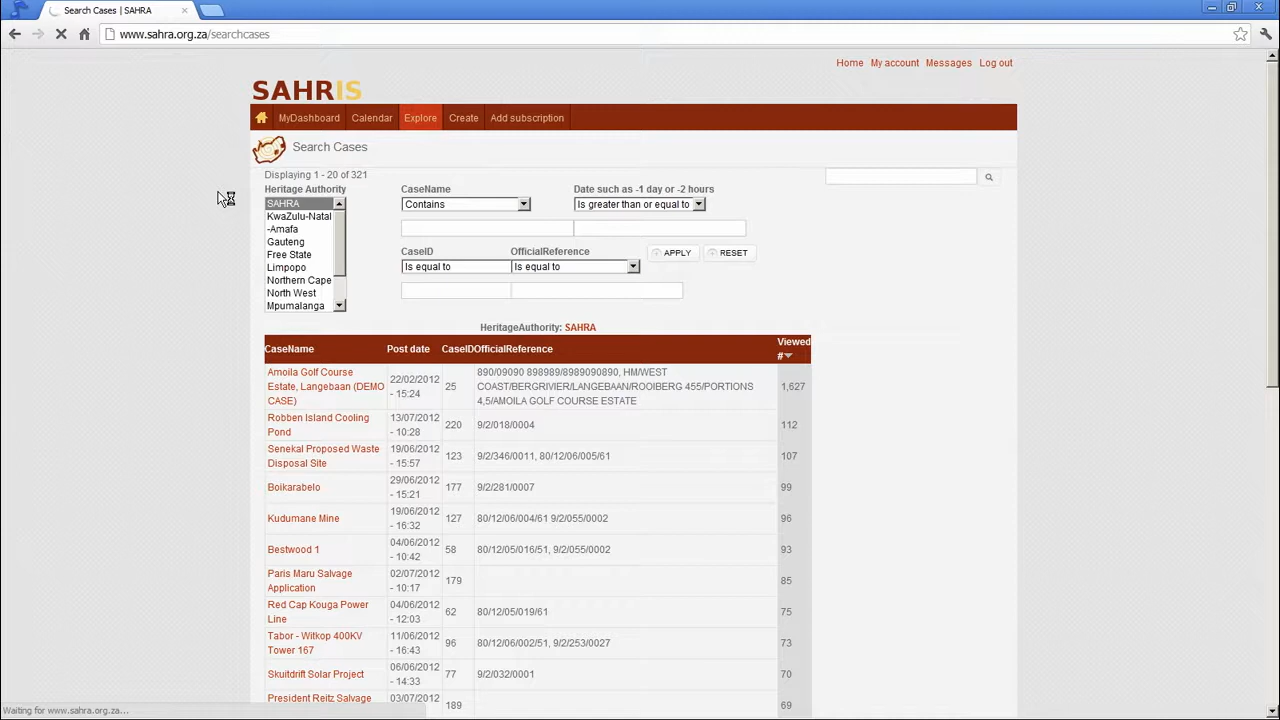 Search Cases | SAHRA
www.sahra.org.za/searchcases
Home My account Messages Log out
SAHRIS
MyDashboard Calendar Explore Create Add subscription
Search Cases
Displaying 1 - 20 of 321
Heritage Authority CaseName Date such as -1 day or -2 hours
SAHRA Contains Is greater than or equal to
KwaZulu-Natal
-Amafa
Gauteng CaseID OfficialReference APPLY RESET
Free State
Limpopo Is equal to Is equal to
Northern Cape
North West
Mpumalanga
HeritageAuthority: SAHRA
CaseName Post date CaseID OfficialReference Viewed #
Amoila Golf Course Estate, Langebaan (DEMO CASE) 22/02/2012 - 15:24 25 890/09090 898989/8989090890, HM/WEST COAST/BERGRIVIER/LANGEBAAN/ROOIBERG 455/PORTIONS 4,5/AMOILA GOLF COURSE ESTATE 1,627
Robben Island Cooling Pond 13/07/2012 - 10:28 220 9/2/018/0004 112
Senekal Proposed Waste Disposal Site 19/06/2012 - 15:57 123 9/2/346/0011, 80/12/06/005/61 107
Boikarabelo 29/06/2012 - 15:21 177 9/2/281/0007 99
Kudumane Mine 19/06/2012 - 16:32 127 80/12/06/004/61 9/2/055/0002 96
Bestwood 1 04/06/2012 - 10:42 58 80/12/05/016/51, 9/2/055/0002 93
Paris Maru Salvage Application 02/07/2012 - 10:17 179 85
Red Cap Kouga Power Line 04/06/2012 - 12:03 62 80/12/05/019/61 75
Tabor - Witkop 400KV Tower 167 11/06/2012 - 16:43 96 80/12/06/002/51, 9/2/253/0027 73
Skuitdrift Solar Project 06/06/2012 - 14:33 77 9/2/032/0001 70
President Reitz Salvage 03/07/2012 189 69
Waiting for www.sahra.org.za...